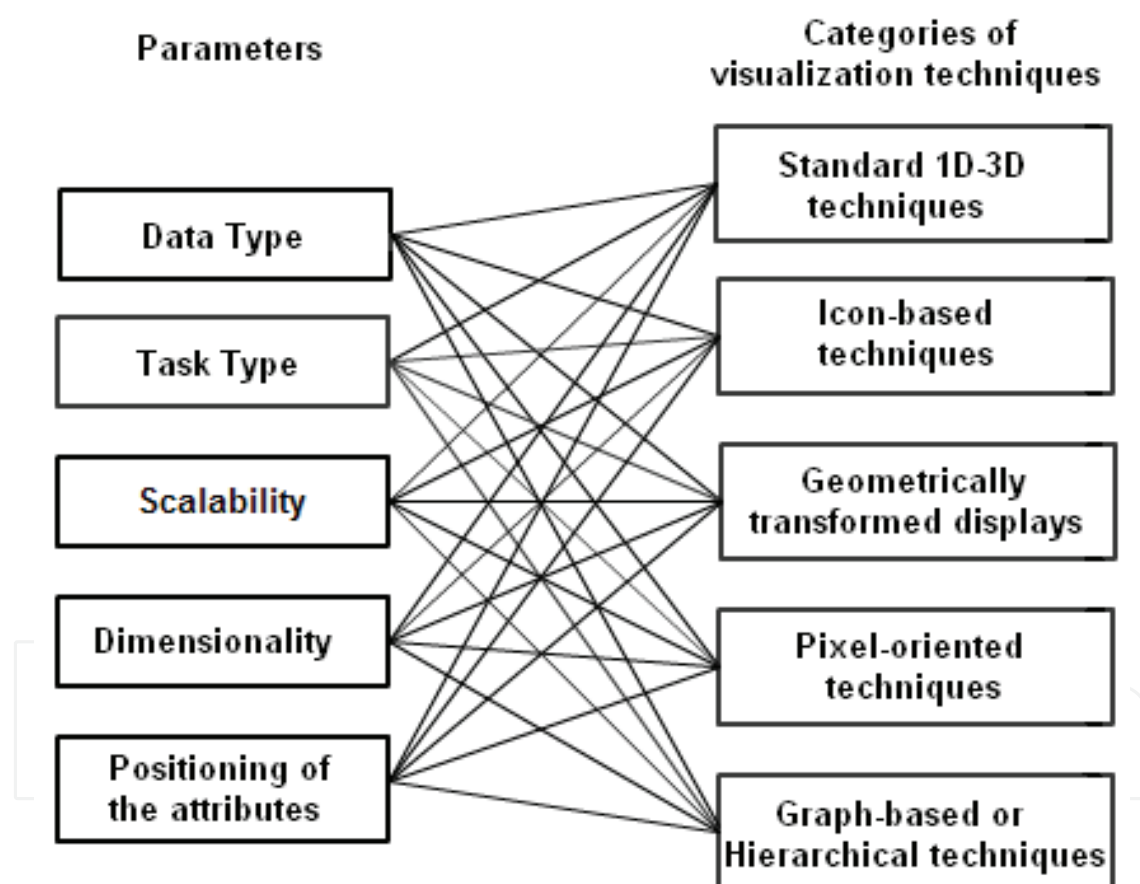 Parameters
Categories of
visualization techniques
Data Type
Task Type
Scalability
Dimensionality
Positioning of
the attributes
Standard 1D-3D
techniques
Icon-based
techniques
Geometrically
transformed displays
Pixel-oriented
techniques
Graph-based or
Hierarchical techniques